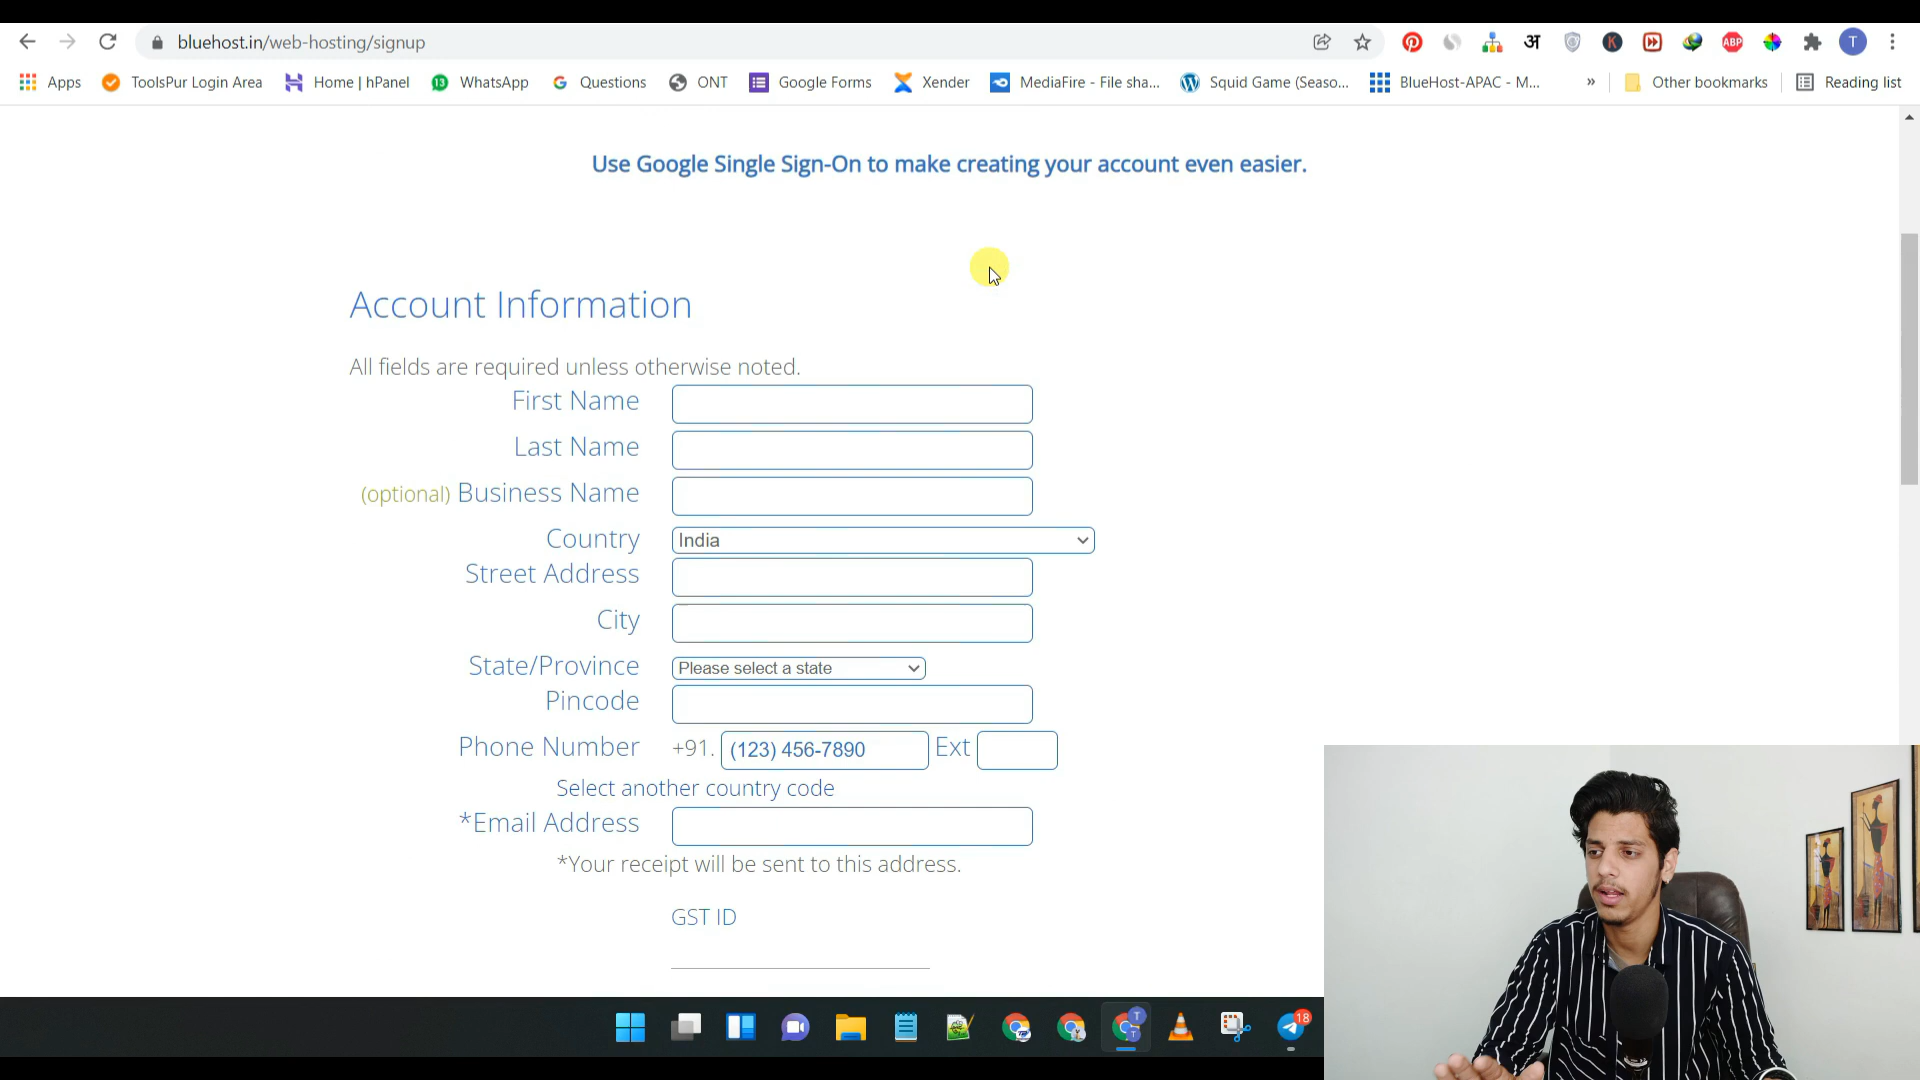 bluehost.in/web-hosting/signup
अ K ABP T
Apps ToolsPur Login Area Home | hPanel 13 WhatsApp Questions ONT Google Forms Xender MediaFire - File sha... Squid Game (Seaso... BlueHost-APAC - M... » Other bookmarks Reading list
Use Google Single Sign-On to make creating your account even easier.
Account Information
All fields are required unless otherwise noted.
First Name
Last Name
(optional) Business Name
Country India
Street Address
City
State/Province Please select a state
Pincode
Phone Number +91. (123) 456-7890 Ext
Select another country code
*Email Address
*Your receipt will be sent to this address.
GST ID
T T 18